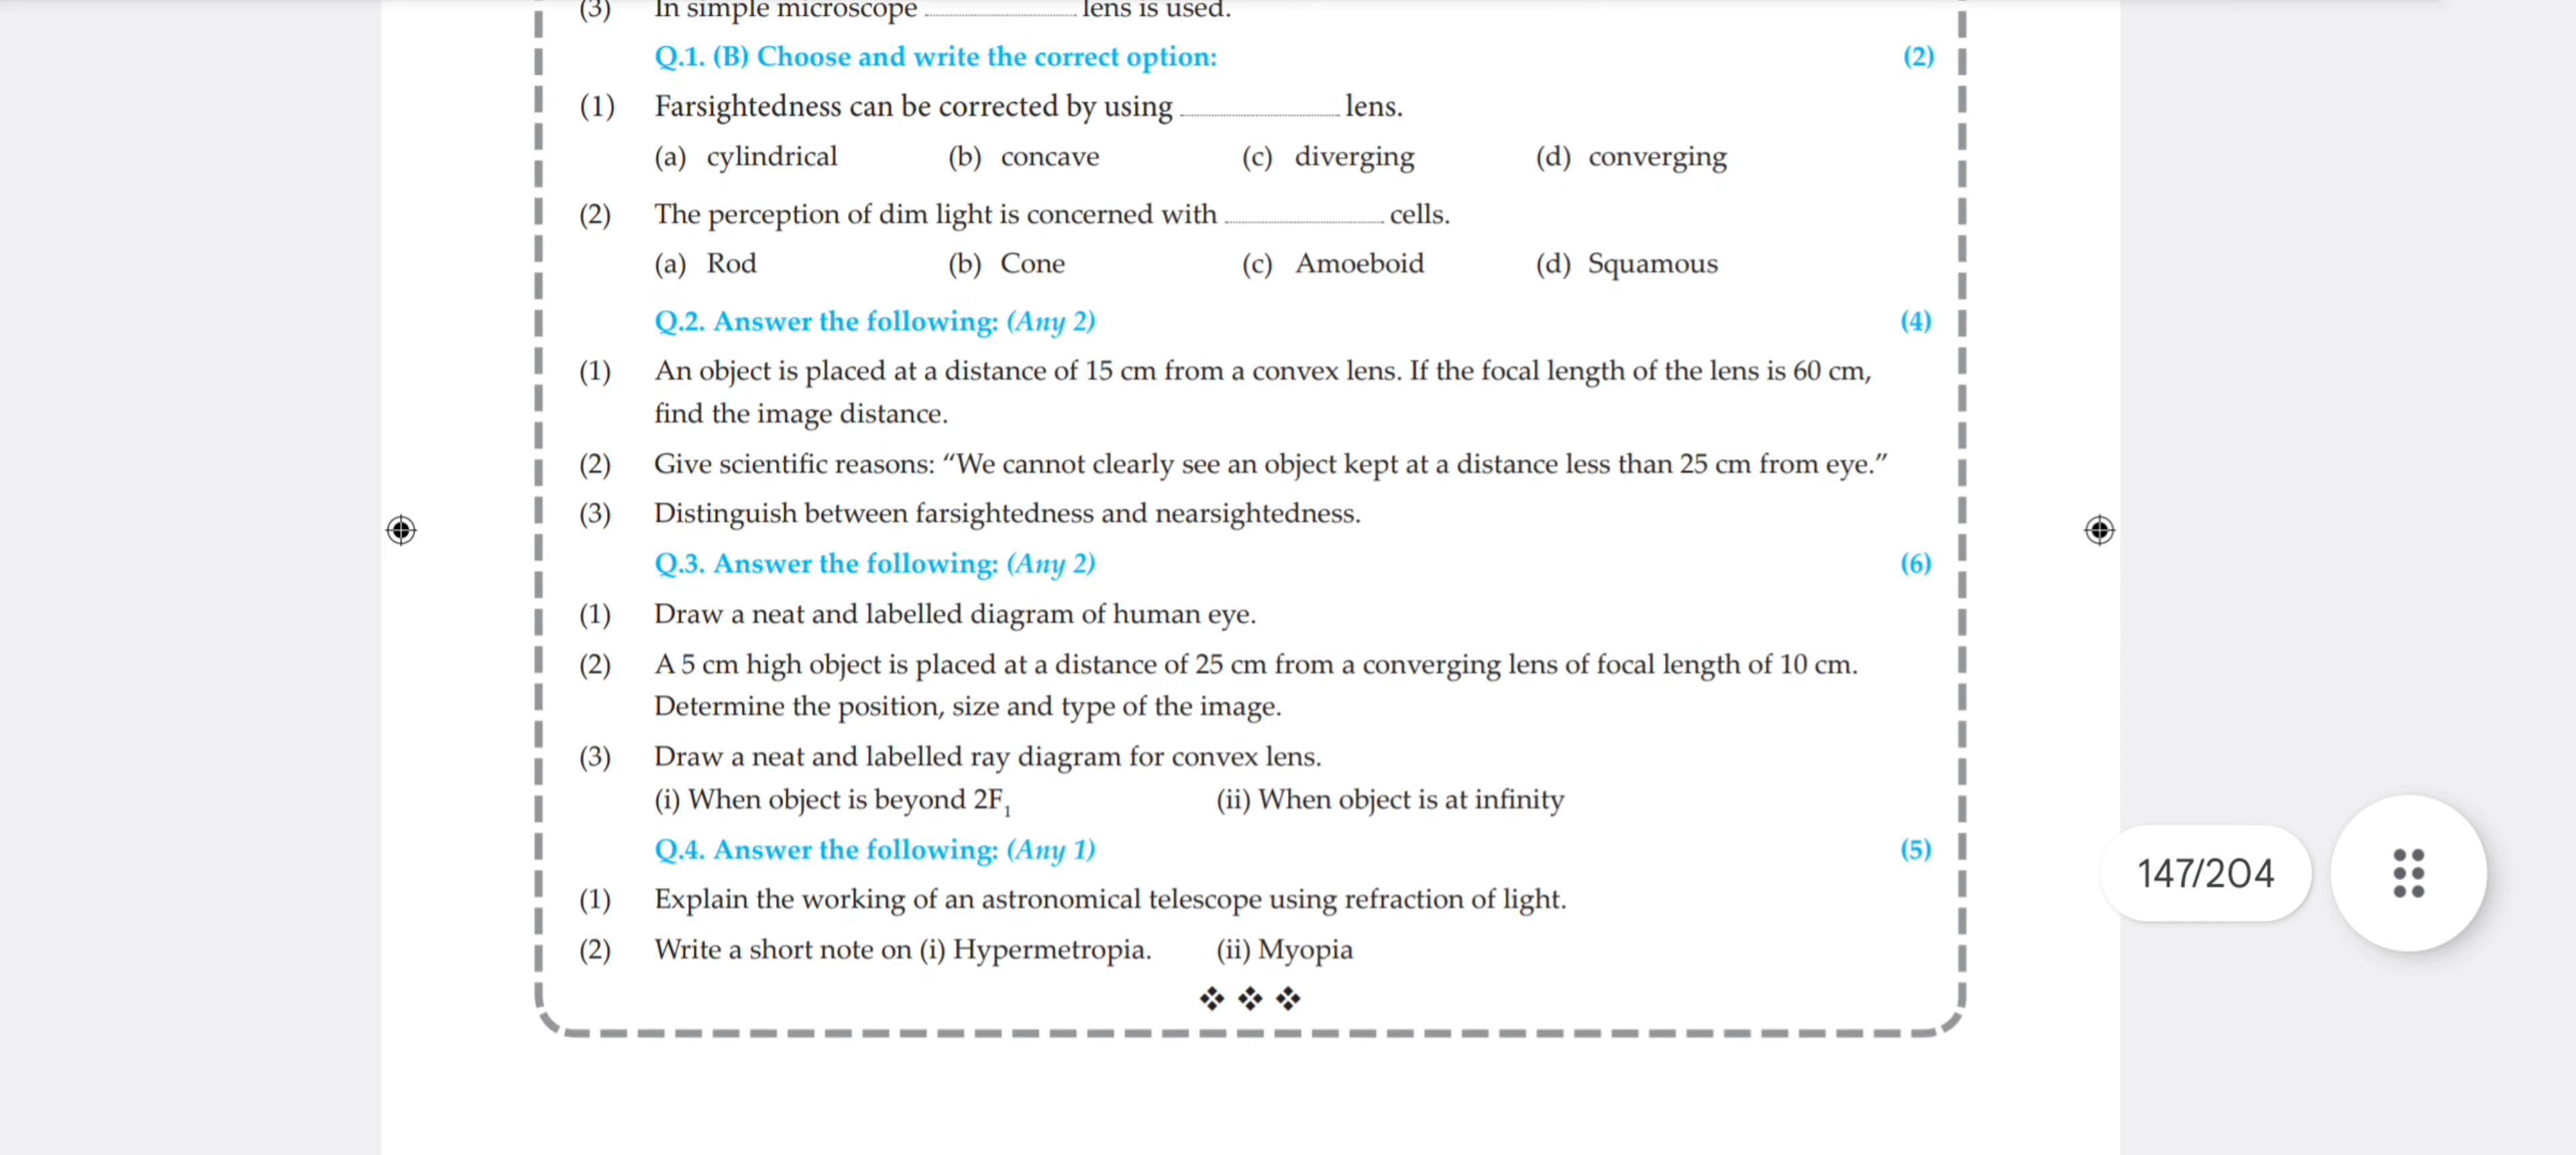 (3) In simple microscope ........................ lens is used.
Q.1. (B) Choose and write the correct option: (2)
(1) Farsightedness can be corrected by using ........................ lens.
(a) cylindrical (b) concave (c) diverging (d) converging
(2) The perception of dim light is concerned with ........................ cells.
(a) Rod (b) Cone (c) Amoeboid (d) Squamous
Q.2. Answer the following: (Any 2) (4)
(1) An object is placed at a distance of 15 cm from a convex lens. If the focal length of the lens is 60 cm,
find the image distance.
(2) Give scientific reasons: “We cannot clearly see an object kept at a distance less than 25 cm from eye.”
(3) Distinguish between farsightedness and nearsightedness.
Q.3. Answer the following: (Any 2) (6)
(1) Draw a neat and labelled diagram of human eye.
(2) A 5 cm high object is placed at a distance of 25 cm from a converging lens of focal length of 10 cm.
Determine the position, size and type of the image.
(3) Draw a neat and labelled ray diagram for convex lens.
(i) When object is beyond 2F₁ (ii) When object is at infinity
Q.4. Answer the following: (Any 1) (5)
(1) Explain the working of an astronomical telescope using refraction of light.
(2) Write a short note on (i) Hypermetropia. (ii) Myopia
147/204